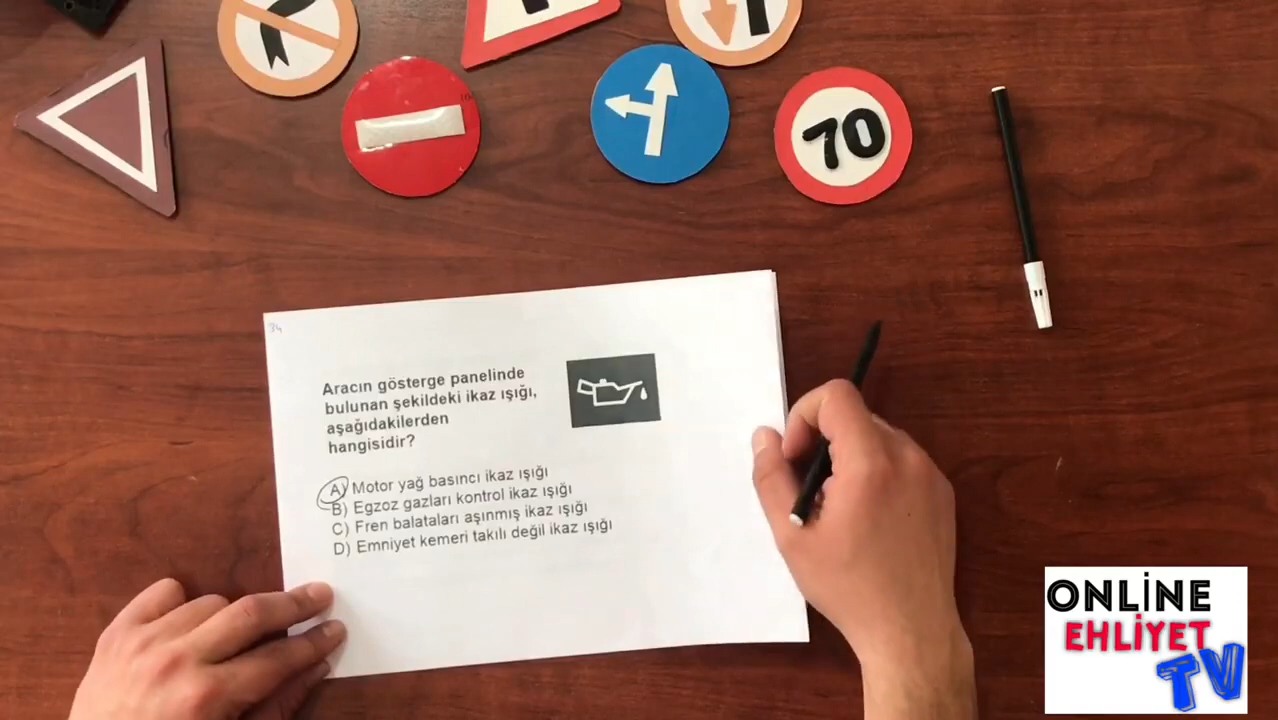 70
34
Aracın gösterge panelinde
bulunan şekildeki ikaz ışığı,
aşağıdakilerden
hangisidir?
A) Motor yağ basıncı ikaz ışığı
B) Egzoz gazları kontrol ikaz ışığı
C) Fren balataları aşınmış ikaz ışığı
D) Emniyet kemeri takılı değil ikaz ışığı
ONLİNE
EHLİYET
TV